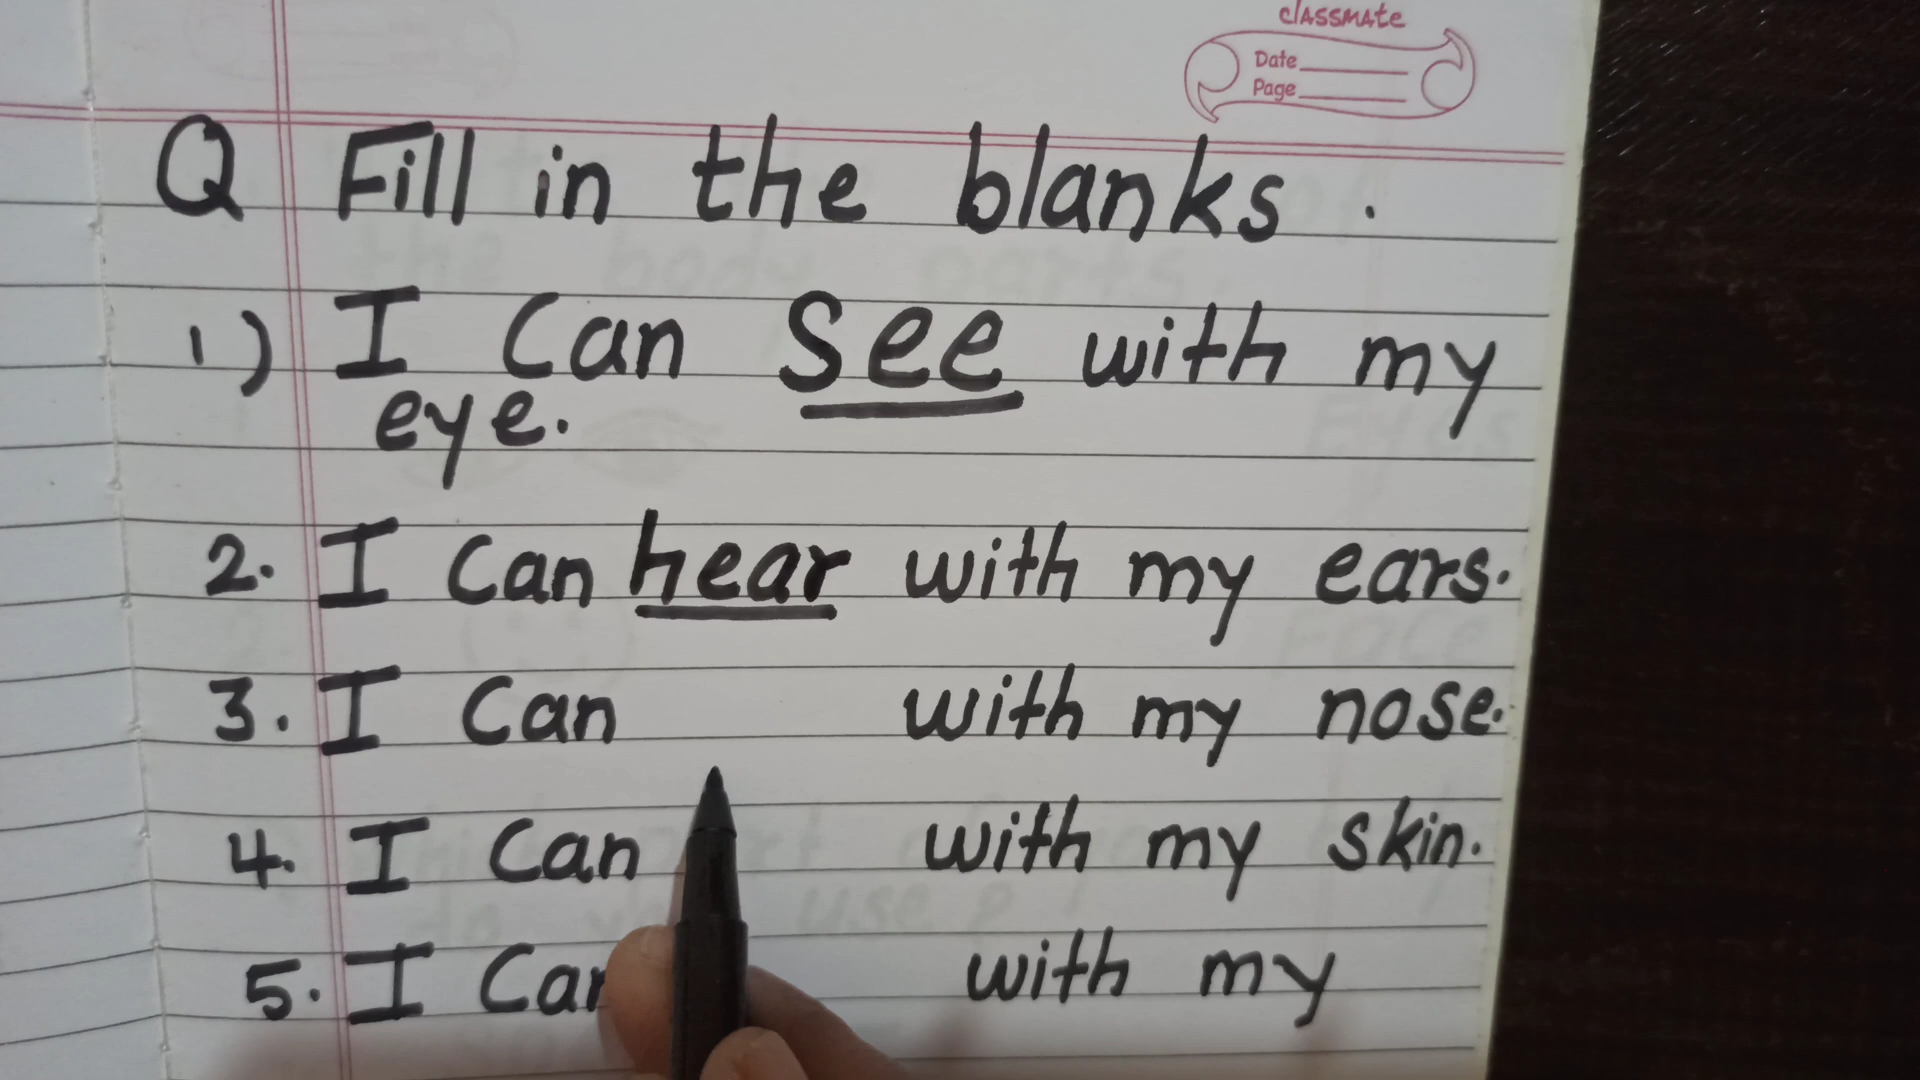 classmate
Date
Page
Q Fill in the blanks.
1) I Can See with my
eye.
2. I Can hear with my ears.
3. I Can with my nose.
4. I Can with my skin.
5. I Can with my